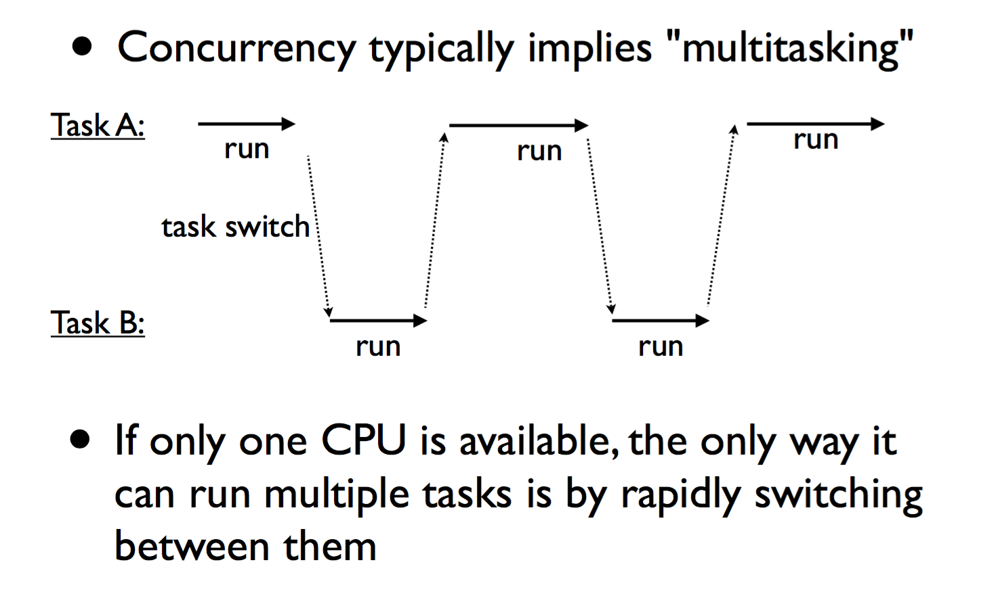 • Concurrency typically implies "multitasking"
Task A:
run
run
run
task switch
Task B:
run
run
• If only one CPU is available, the only way it
can run multiple tasks is by rapidly switching
between them